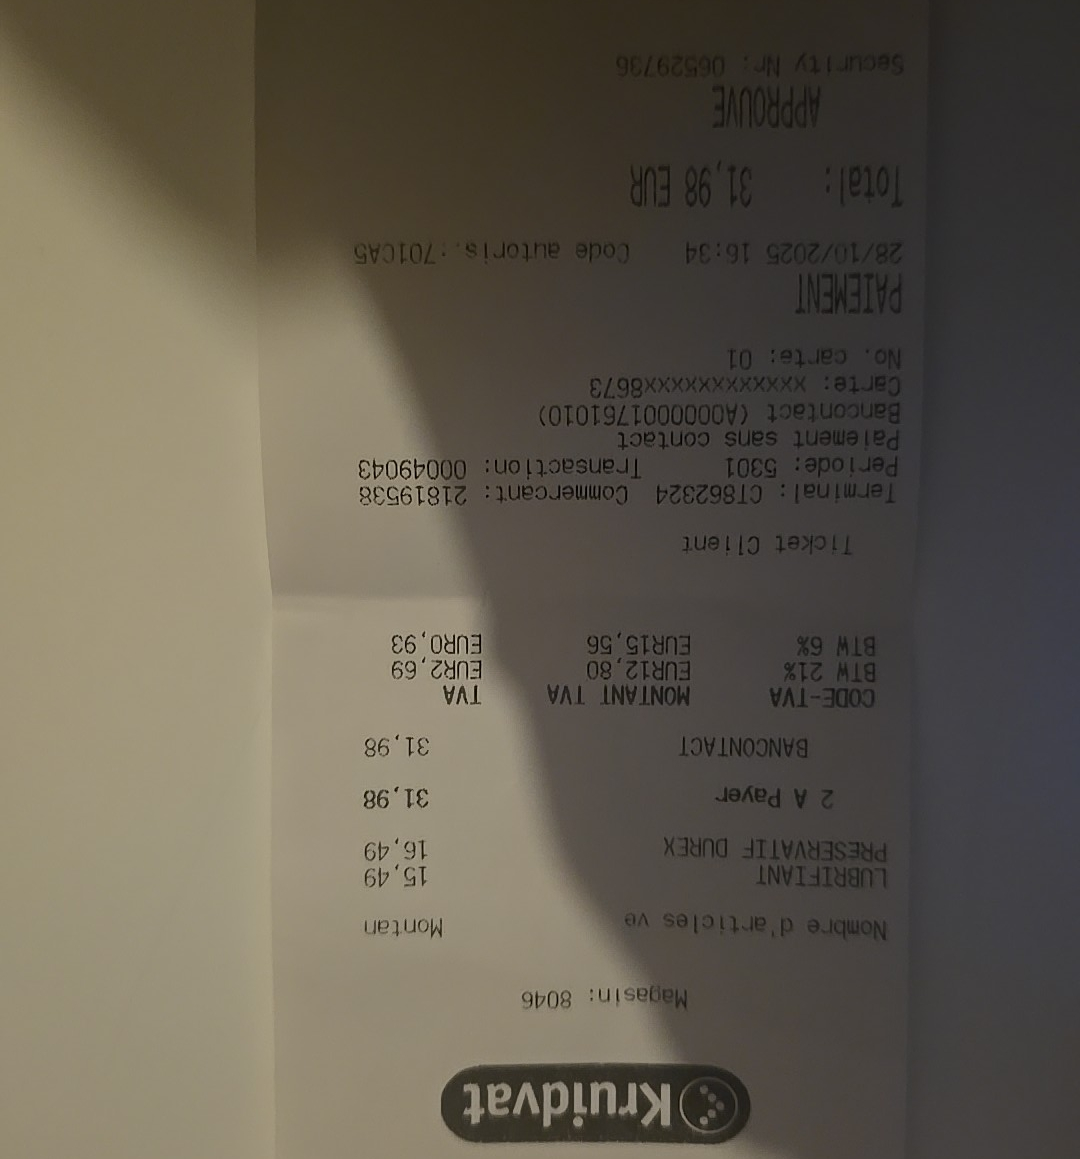 Kruidvat
Magasin: 8046
Nombre d'articles ve Montan
LUBRIFIANT 15,49
PRESERVATIF DUREX 16,49
2 A Payer 31,98
BANCONTACT 31,98
CODE-TVA MONTANT TVA TVA
BTW 21% EUR12,80 EUR2,69
BTW 6% EUR15,56 EUR0,93
Ticket Client
Terminal: CT862324 Commercant: 21819538
Periode: 5301 Transaction: 00049043
Paiement sans contact
Bancontact (A0000001761010)
Carte: xxxxxxxxxxxxx8673
No. carte: 01
PAIEMENT
28/10/2025 16:34 Code autoris.:701CA5
Total: 31,98 EUR
APPROUVE
Security Nr: 06529736